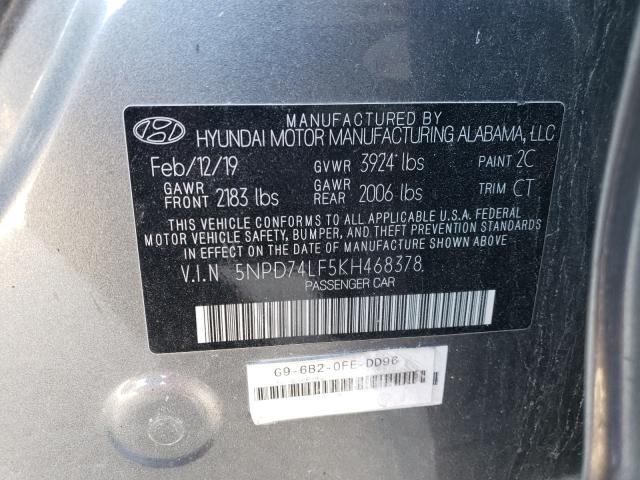 MANUFACTURED BY
HYUNDAI MOTOR MANUFACTURING ALABAMA, LLC
Feb/12/19 GVWR 3924 lbs PAINT 2C
GAWR FRONT 2183 lbs GAWR REAR 2006 lbs TRIM CT
THIS VEHICLE CONFORMS TO ALL APPLICABLE U.S.A. FEDERAL
MOTOR VEHICLE SAFETY, BUMPER, AND THEFT PREVENTION
STANDARDS IN EFFECT ON THE DATE OF MANUFACTURE SHOWN ABOVE.
V.I.N 5NPD74LF5KH468378
PASSENGER CAR
G9-6B2-0FE-DD96